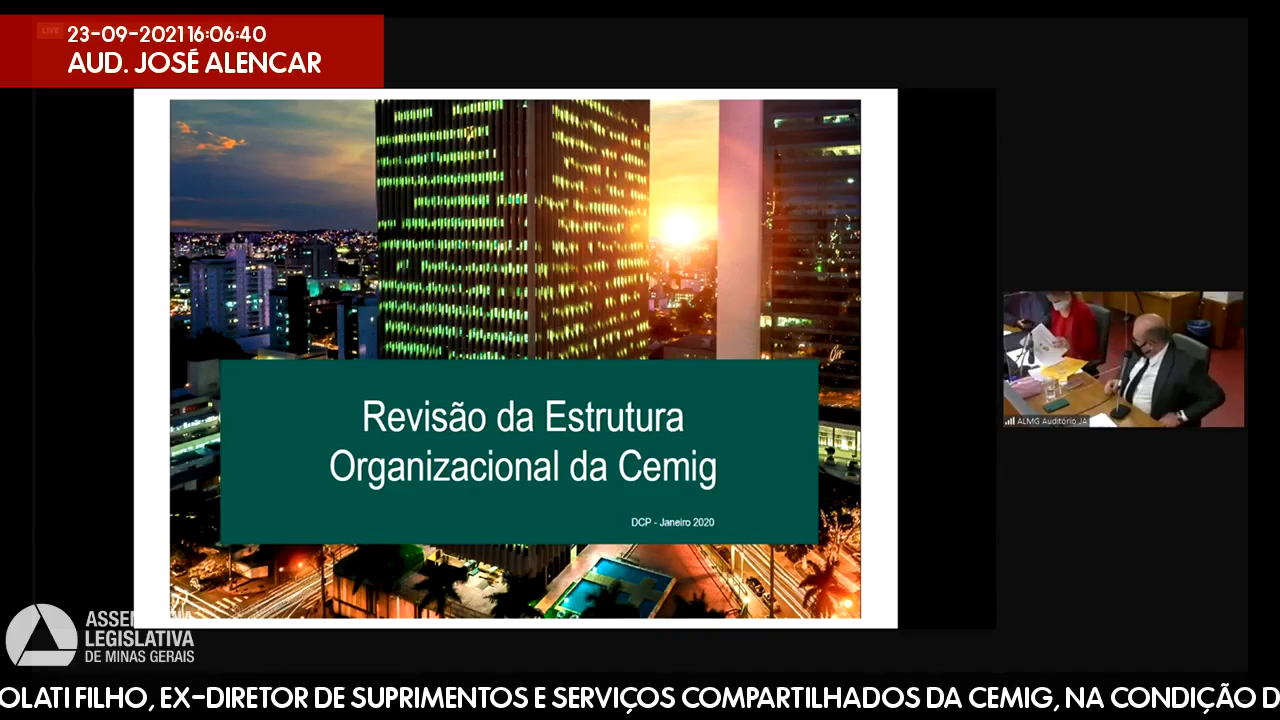 LIVE
23-09-2021 16:06:40
AUD. JOSÉ ALENCAR
Revisão da Estrutura
Organizacional da Cemig
DCP - Janeiro 2020
ALMG Auditório JA
LEGISLATIVA
DE MINAS GERAIS
OLATI FILHO, EX-DIRETOR DE SUPRIMENTOS E SERVIÇOS COMPARTILHADOS DA CEMIG, NA CONDIÇÃO D